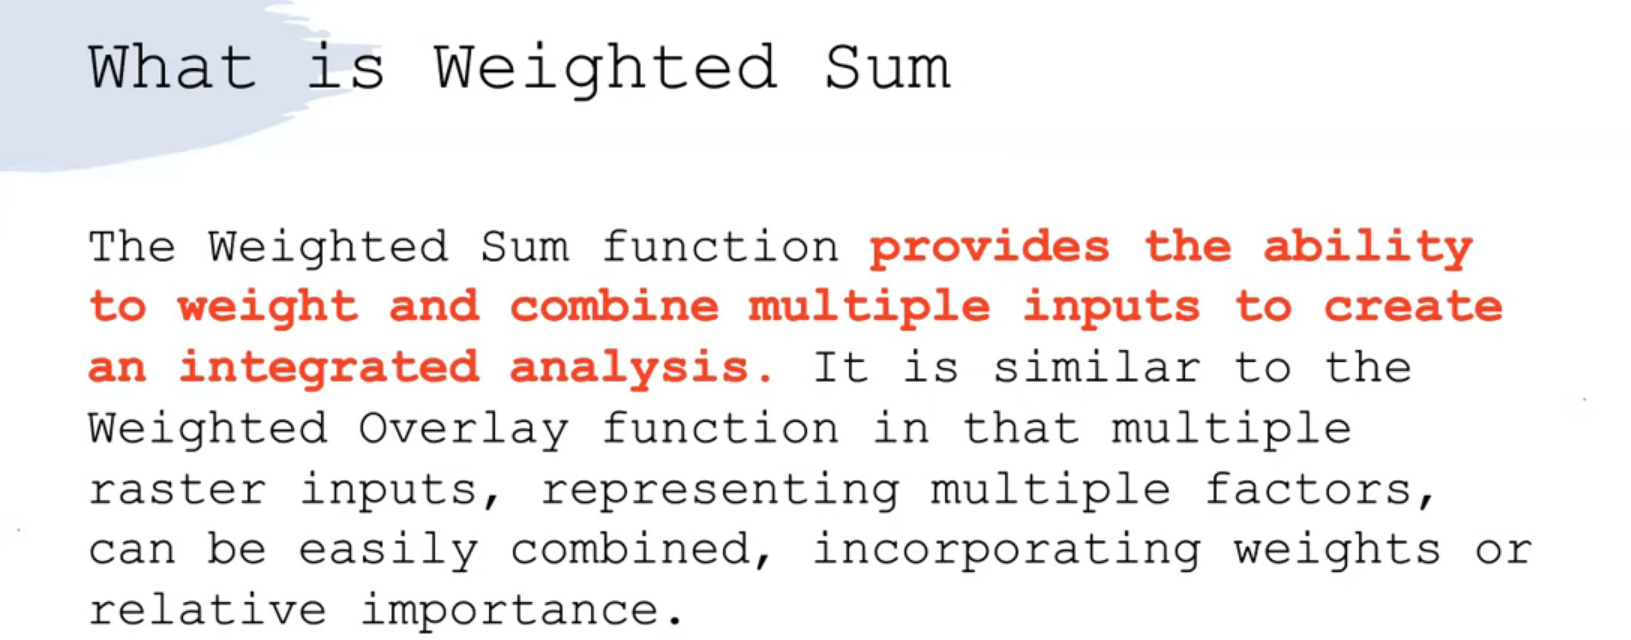 What is Weighted Sum
The Weighted Sum function provides the ability
to weight and combine multiple inputs to create
an integrated analysis. It is similar to the
Weighted Overlay function in that multiple
raster inputs, representing multiple factors,
can be easily combined, incorporating weights or
relative importance.